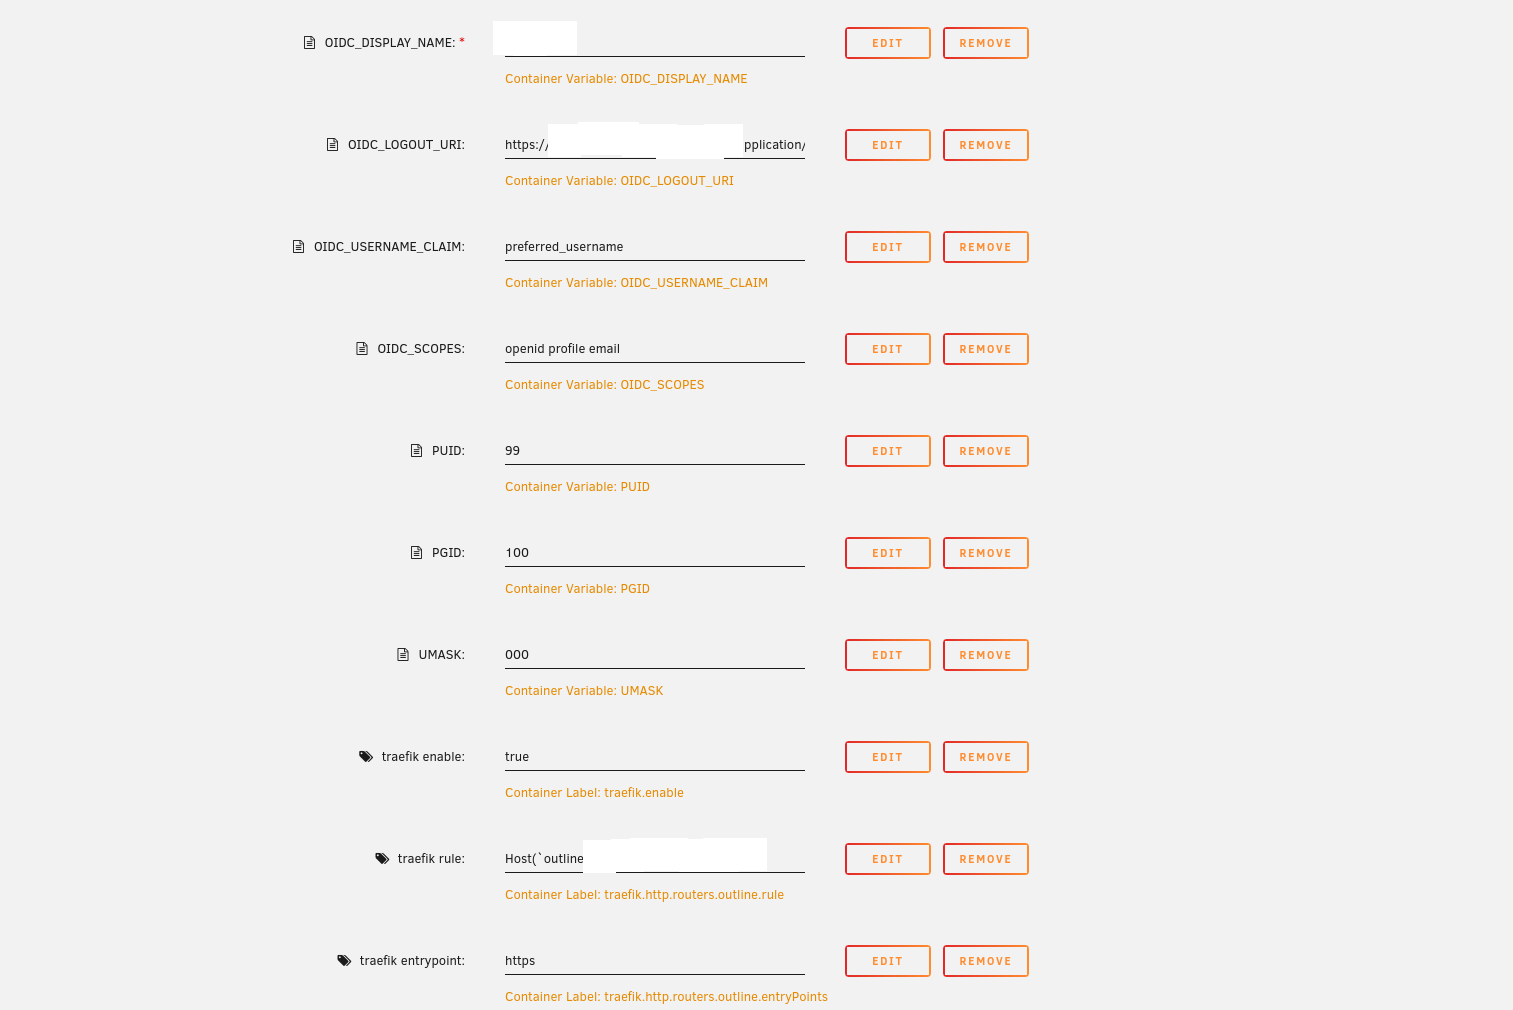 OIDC_DISPLAY_NAME: * EDIT REMOVE
Container Variable: OIDC_DISPLAY_NAME
OIDC_LOGOUT_URI: https:// pplication/ EDIT REMOVE
Container Variable: OIDC_LOGOUT_URI
OIDC_USERNAME_CLAIM: preferred_username EDIT REMOVE
Container Variable: OIDC_USERNAME_CLAIM
OIDC_SCOPES: openid profile email EDIT REMOVE
Container Variable: OIDC_SCOPES
PUID: 99 EDIT REMOVE
Container Variable: PUID
PGID: 100 EDIT REMOVE
Container Variable: PGID
UMASK: 000 EDIT REMOVE
Container Variable: UMASK
traefik enable: true EDIT REMOVE
Container Label: traefik.enable
traefik rule: Host(`outline EDIT REMOVE
Container Label: traefik.http.routers.outline.rule
traefik entrypoint: https EDIT REMOVE
Container Label: traefik.http.routers.outline.entryPoints